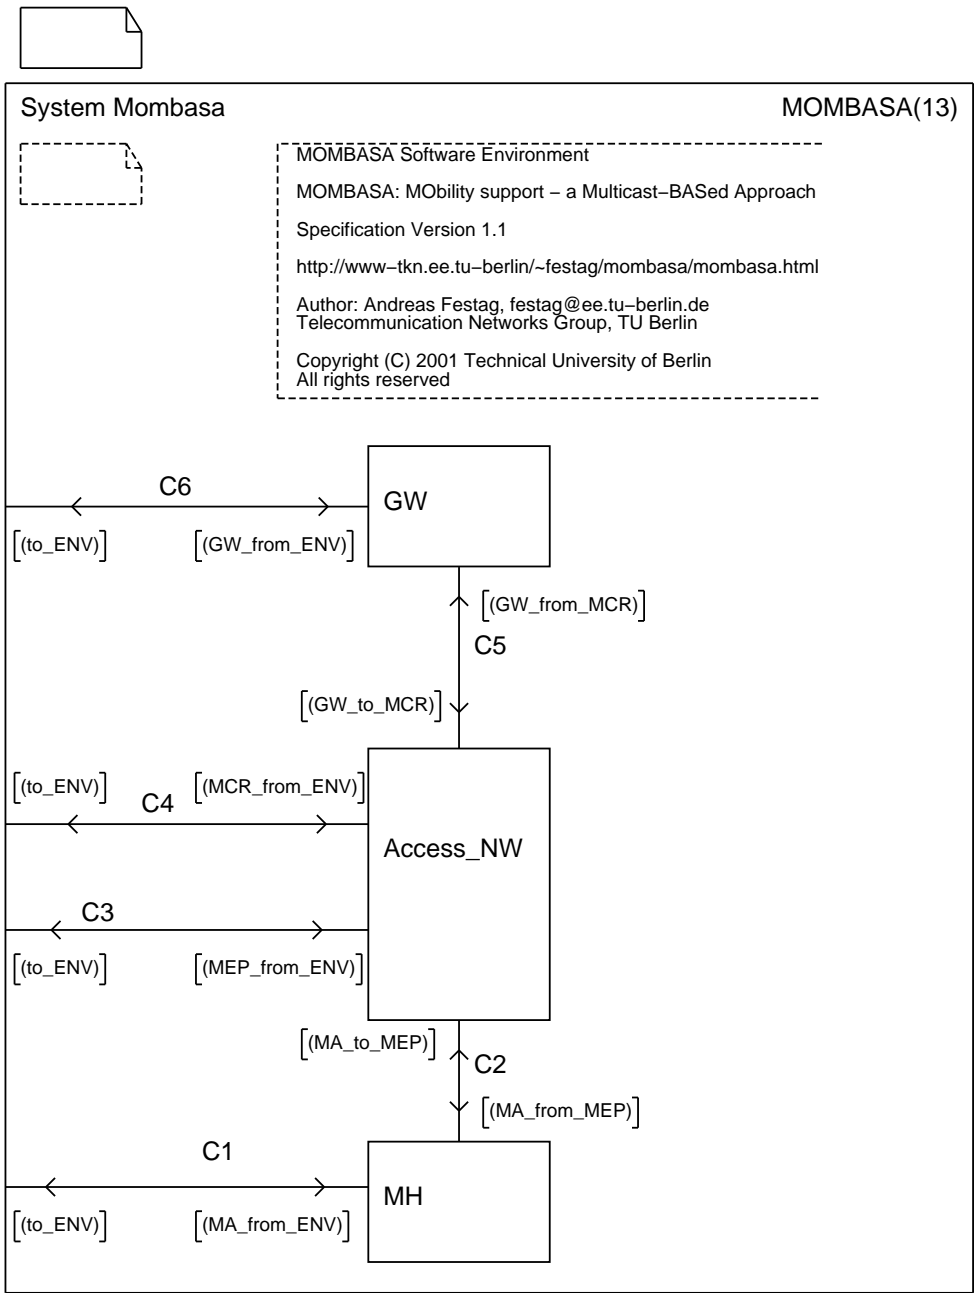 System Mombasa
MOMBASA(13)
MOMBASA Software Environment
MOMBASA: MObility support – a Multicast–BASed Approach
Specification Version 1.1
http://www–tkn.ee.tu–berlin/~festag/mombasa/mombasa.html
Author: Andreas Festag, festag@ee.tu–berlin.de
Telecommunication Networks Group, TU Berlin
Copyright (C) 2001 Technical University of Berlin
All rights reserved
C6
GW
[(to_ENV)]
[(GW_from_ENV)]
[(GW_from_MCR)]
C5
[(GW_to_MCR)]
[(to_ENV)]
[(MCR_from_ENV)]
C4
Access_NW
C3
[(to_ENV)]
[(MEP_from_ENV)]
[(MA_to_MEP)]
C2
[(MA_from_MEP)]
C1
MH
[(to_ENV)]
[(MA_from_ENV)]